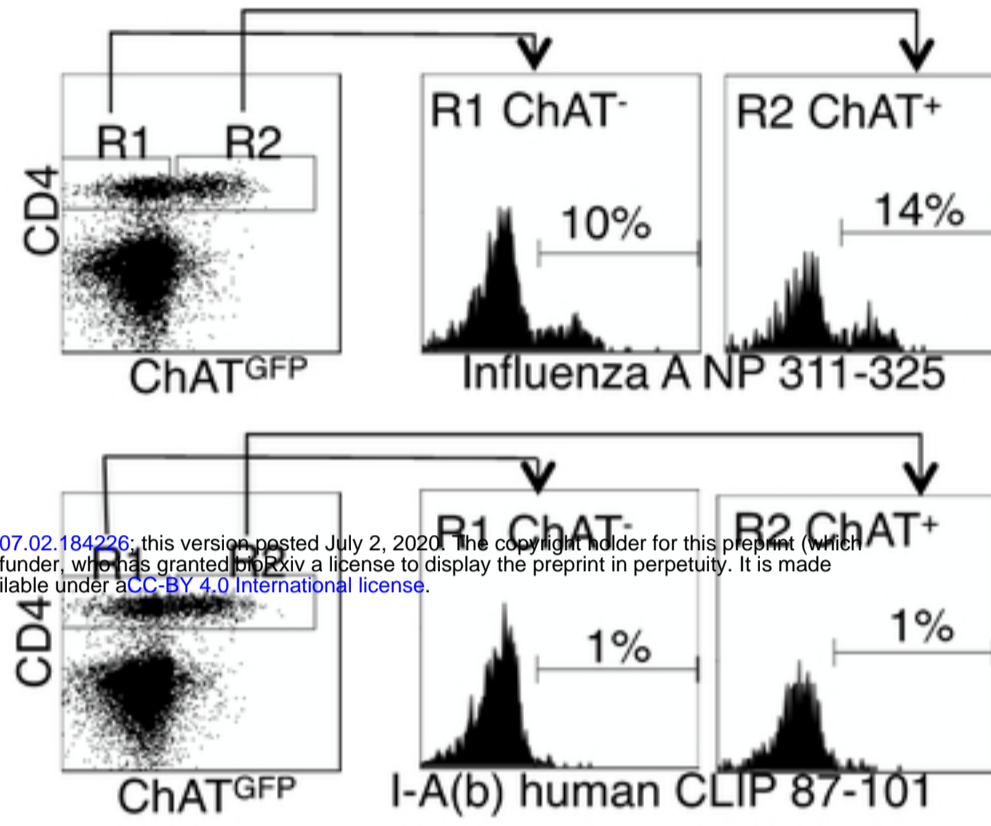 R1 R2
CD4
ChATGFP
R1 ChAT-
10%
R2 ChAT+
14%
Influenza A NP 311-325
R1 R2
CD4
ChATGFP
R1 ChAT-
1%
R2 ChAT+
1%
I-A(b) human CLIP 87-101
07.02.184226; this version posted July 2, 2020. The copyright holder for this preprint (which
funder, who has granted bioRxiv a license to display the preprint in perpetuity. It is made
ilable under aCC-BY 4.0 International license.